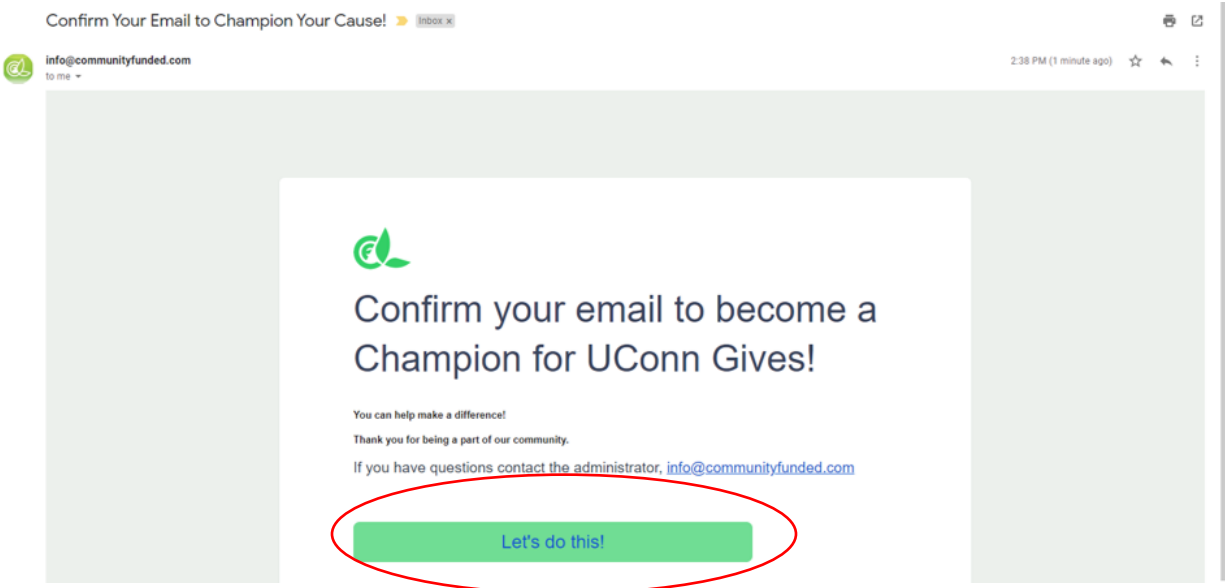 Confirm Your Email to Champion Your Cause! Inbox x
info@communityfunded.com 2:38 PM (1 minute ago)
to me
Confirm your email to become a
Champion for UConn Gives!
You can help make a difference!
Thank you for being a part of our community.
If you have questions contact the administrator, info@communityfunded.com
Let's do this!